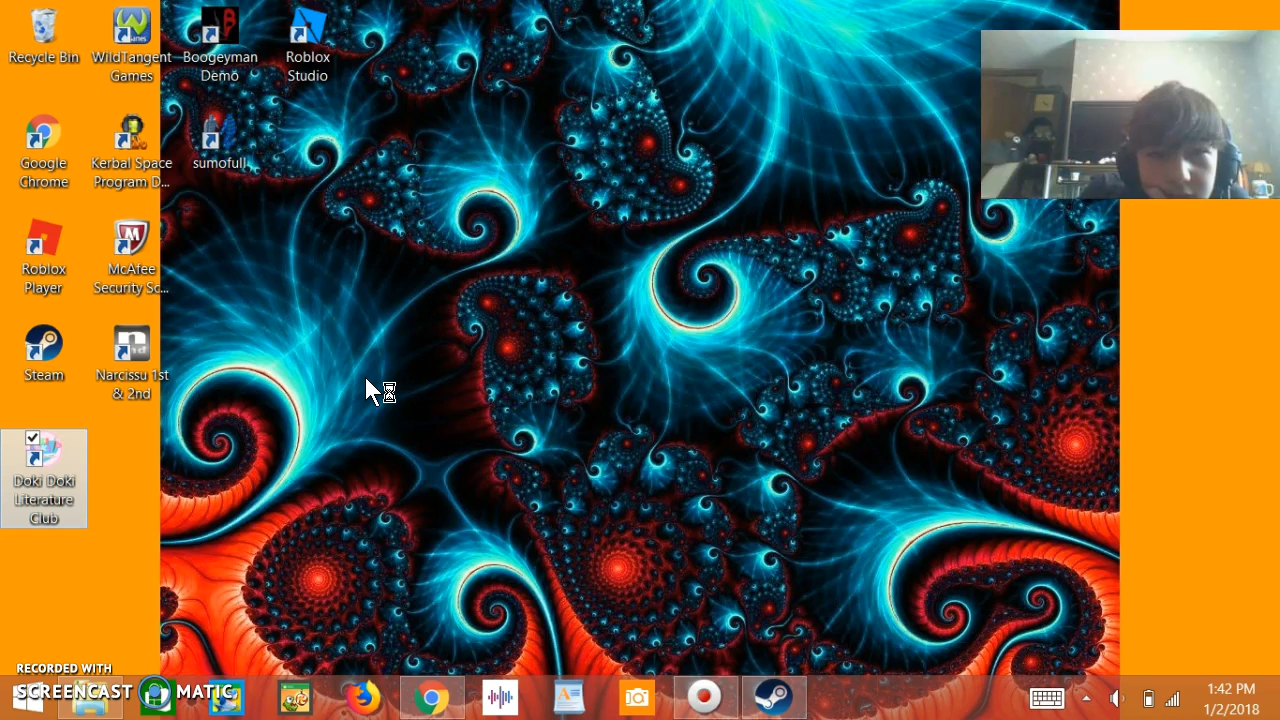 Recycle Bin
WildTangent
Games
Boogeyman
Demo
Roblox
Studio
Google
Chrome
Kerbal Space
Program D...
sumofull
Roblox
Player
McAfee
Security Sc...
Steam
Narcissu 1st
& 2nd
Doki Doki
Literature
Club
RECORDED WITH
SCREENCAST MATIC
1:42 PM
1/2/2018